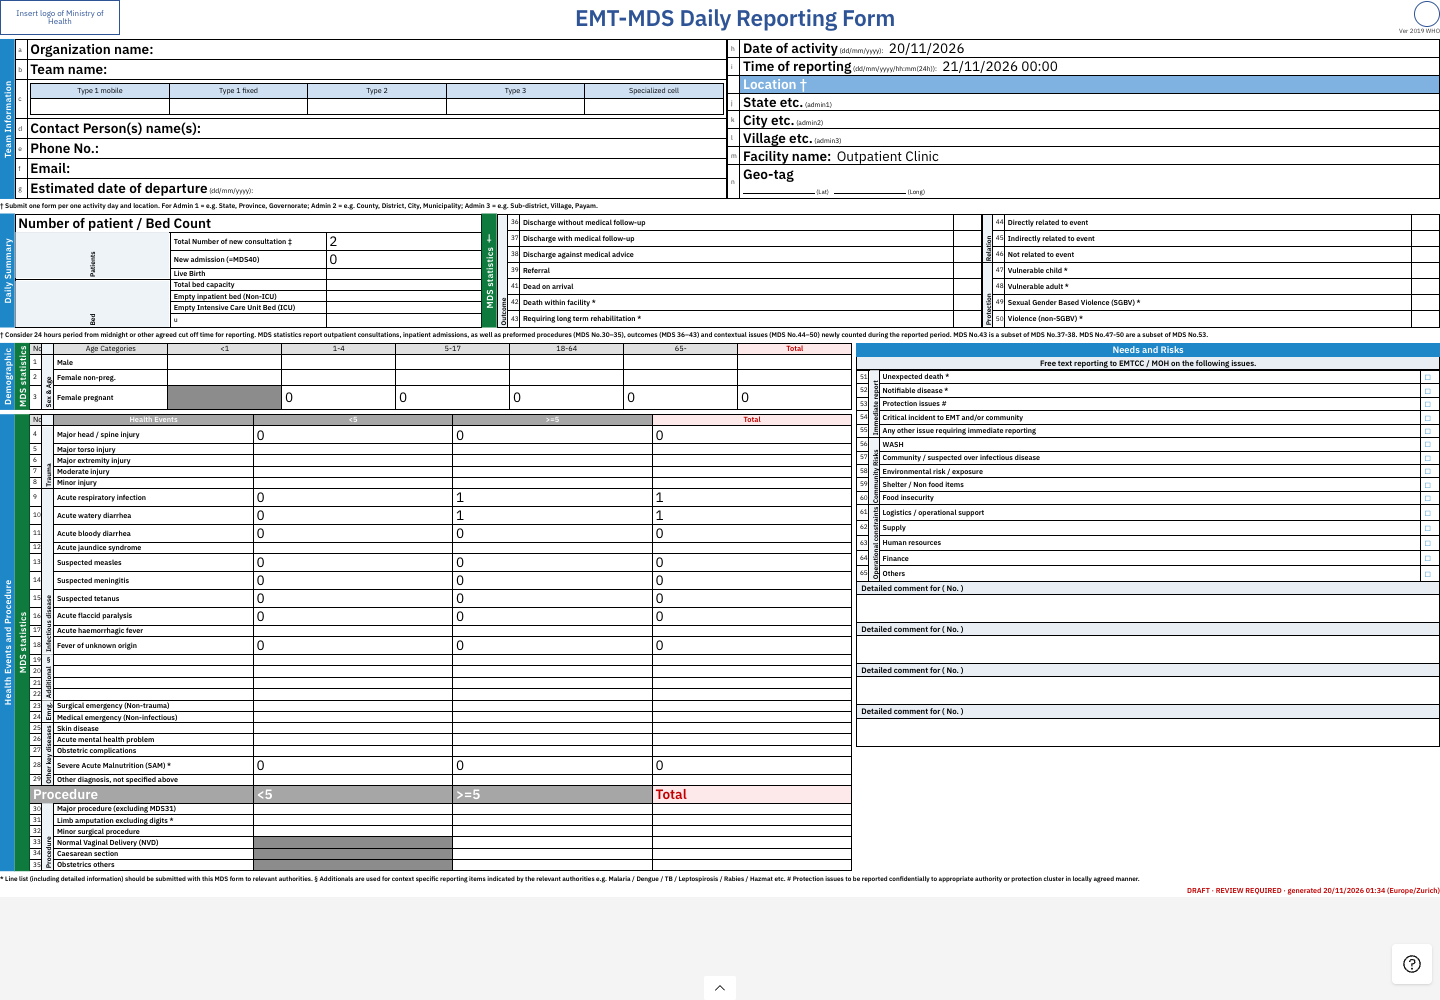 Insert logo of Ministry of
Health
EMT-MDS Daily Reporting Form
Ver 2019 WHO
Team Information
a Organization name:
b Team name:
c Type 1 mobile Type 1 fixed Type 2 Type 3 Specialized cell
d Contact Person(s) name(s):
e Phone No.:
f Email:
g Estimated date of departure (dd/mm/yyyy):
h Date of activity (dd/mm/yyyy): 20/11/2026
i Time of reporting (dd/mm/yyyy/hh:mm(24h)): 21/11/2026 00:00
Location †
j State etc. (admin1)
k City etc. (admin2)
l Village etc. (admin3)
m Facility name: Outpatient Clinic
n Geo-tag
(Lat) (Long)
† Submit one form per one activity day and location. For Admin 1 = e.g. State, Province, Governorate; Admin 2 = e.g. County, District, City, Municipality; Admin 3 = e.g. Sub-district, Village, Payam.
Daily Summary
Number of patient / Bed Count
Patients
Total Number of new consultation ‡ 2
New admission (=MDS40) 0
Live Birth
Bed
Total bed capacity
Empty inpatient bed (Non-ICU)
Empty Intensive Care Unit Bed (ICU)
u
MDS statistics †
Outcome
36 Discharge without medical follow-up
37 Discharge with medical follow-up
38 Discharge against medical advice
39 Referral
41 Dead on arrival
42 Death within facility *
43 Requiring long term rehabilitation *
Relation
44 Directly related to event
45 Indirectly related to event
46 Not related to event
Protection
47 Vulnerable child *
48 Vulnerable adult *
49 Sexual Gender Based Violence (SGBV) *
50 Violence (non-SGBV) *
† Consider 24 hours period from midnight or other agreed cut off time for reporting. MDS statistics report outpatient consultations, inpatient admissions, as well as preformed procedures (MDS No.30–35), outcomes (MDS 36–43) and contextual issues (MDS No.44–50) newly counted during the reported period. MDS No.43 is a subset of MDS No.37-38. MDS No.47-50 are a subset of MDS No.53.
Demographic
MDS statistics
No Age Categories <1 1-4 5-17 18-64 65- Total
Sex & Age
1 Male
2 Female non-preg.
3 Female pregnant 0 0 0 0 0
Health Events and Procedure
MDS statistics
No Health Events <5 >=5 Total
Trauma
4 Major head / spine injury 0 0 0
5 Major torso injury
6 Major extremity injury
7 Moderate injury
8 Minor injury
Infectious disease
9 Acute respiratory infection 0 1 1
10 Acute watery diarrhea 0 1 1
11 Acute bloody diarrhea 0 0 0
12 Acute jaundice syndrome
13 Suspected measles 0 0 0
14 Suspected meningitis 0 0 0
15 Suspected tetanus 0 0 0
16 Acute flaccid paralysis 0 0 0
17 Acute haemorrhagic fever
18 Fever of unknown origin 0 0 0
Additional §
19
20
21
22
Emrg.
23 Surgical emergency (Non-trauma)
24 Medical emergency (Non-infectious)
Other key diseases
25 Skin disease
26 Acute mental health problem
27 Obstetric complications
28 Severe Acute Malnutrition (SAM) * 0 0 0
29 Other diagnosis, not specified above
Procedure <5 >=5 Total
Procedure
30 Major procedure (excluding MDS31)
31 Limb amputation excluding digits *
32 Minor surgical procedure
33 Normal Vaginal Delivery (NVD)
34 Caesarean section
35 Obstetrics others
Needs and Risks
Free text reporting to EMTCC / MOH on the following issues.
Immediate report
51 Unexpected death *
52 Notifiable disease *
53 Protection issues #
54 Critical incident to EMT and/or community
55 Any other issue requiring immediate reporting
Community Risks
56 WASH
57 Community / suspected over infectious disease
58 Environmental risk / exposure
59 Shelter / Non food items
60 Food insecurity
Operational constraints
61 Logistics / operational support
62 Supply
63 Human resources
64 Finance
65 Others
Detailed comment for ( No. )
Detailed comment for ( No. )
Detailed comment for ( No. )
Detailed comment for ( No. )
* Line list (including detailed information) should be submitted with this MDS form to relevant authorities. § Additionals are used for context specific reporting items indicated by the relevant authorities e.g. Malaria / Dengue / TB / Leptospirosis / Rabies / Hazmat etc. # Protection issues to be reported confidentially to appropriate authority or protection cluster in locally agreed manner.
DRAFT · REVIEW REQUIRED · generated 20/11/2026 01:34 (Europe/Zurich)